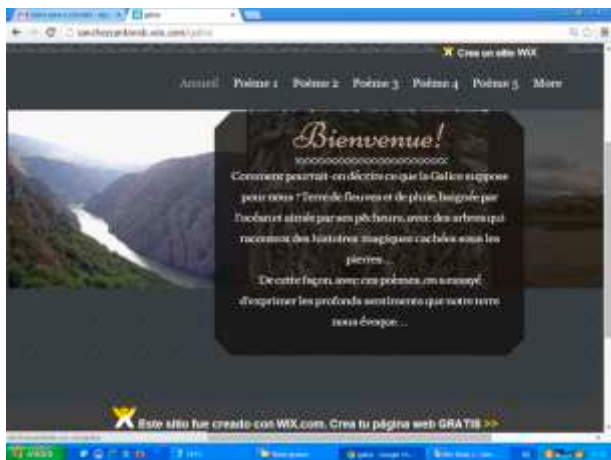 Crea un sitio WIX
Accueil Poème 1 Poème 2 Poème 3 Poème 4 Poème 5 More
Bienvenue!
Comment pourrait-on décrire ce que la Galice suppose
pour nous ? Terre de fleuves et de pluie, baignée par
l'océan et aimée par ses pêcheurs, avec des arbres qui
racontent des histoires magiques cachées sous les
pierres...
De cette façon, avec ces poèmes, on a essayé
d'exprimer les profonds sentiments que notre terre
nous évoque...
Este sitio fue creado con WIX.com. Crea tu página web GRATIS >>